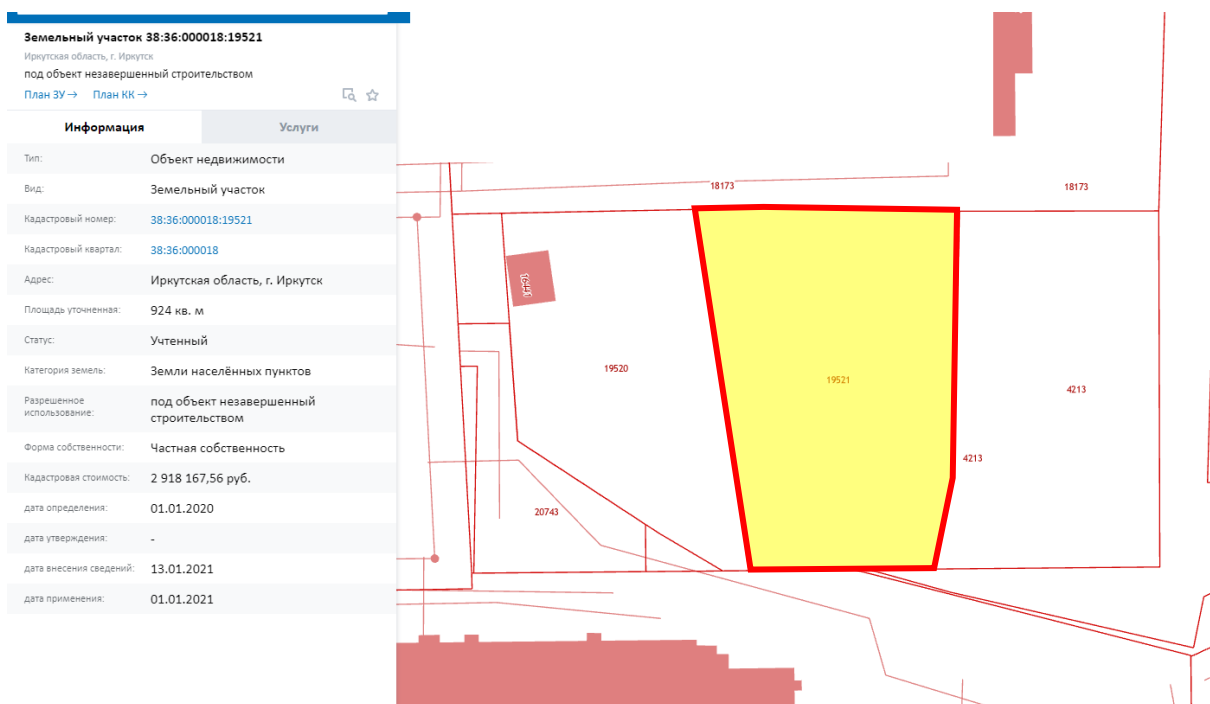 Земельный участок 38:36:000018:19521
Иркутская область, г. Иркутск
под объект незавершенный строительством
План ЗУ → План КК →
Информация Услуги
Тип: Объект недвижимости
Вид: Земельный участок
Кадастровый номер: 38:36:000018:19521
Кадастровый квартал: 38:36:000018
Адрес: Иркутская область, г. Иркутск
Площадь уточненная: 924 кв. м
Статус: Учтенный
Категория земель: Земли населённых пунктов
Разрешенное использование: под объект незавершенный
строительством
Форма собственности: Частная собственность
Кадастровая стоимость: 2 918 167,56 руб.
дата определения: 01.01.2020
дата утверждения: -
дата внесения сведений: 13.01.2021
дата применения: 01.01.2021
18173
18173
19520
19521
4213
4213
20743